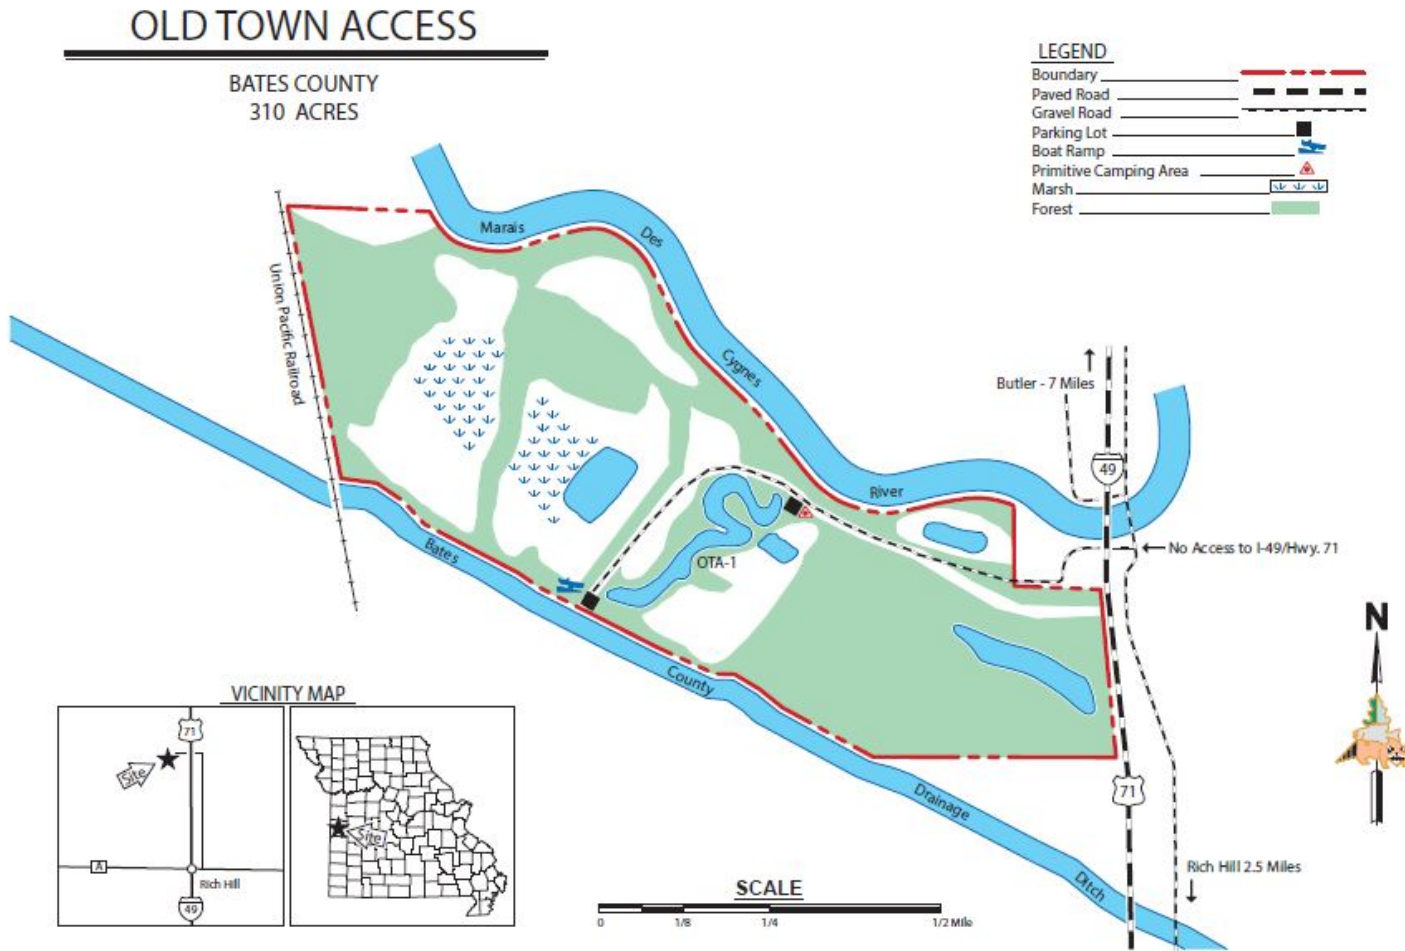 OLD TOWN ACCESS
BATES COUNTY
310 ACRES
LEGEND
Boundary
Paved Road
Gravel Road
Parking Lot
Boat Ramp
Primitive Camping Area
Marsh
Forest
Marais
Des
Cygnes
River
Union Pacific Railroad
Butler - 7 Miles
49
No Access to I-49/Hwy. 71
OTA-1
Bates
County
Drainage
Ditch
71
Rich Hill 2.5 Miles
N
VICINITY MAP
71
Site
A
Rich Hill
49
Site
SCALE
0 1/8 1/4 1/2 Mile